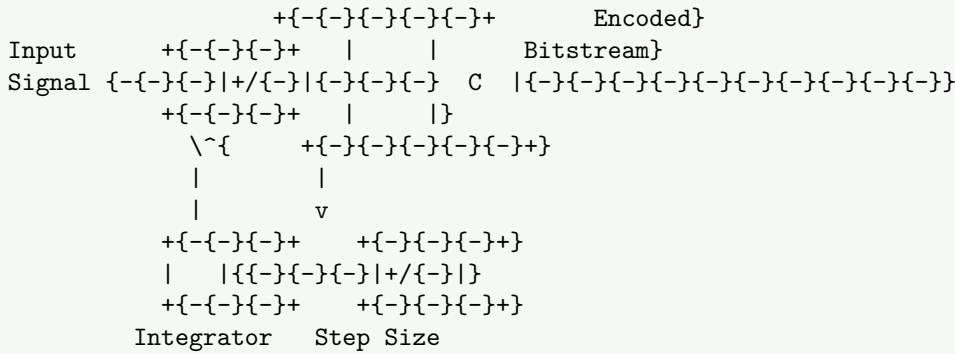 +{-{-}{-}{-}{-}+ Encoded}
Input +{-{-}{-}+ | | Bitstream}
Signal {-{-}{-}|+/{-}|{-}{-}{-} C |{-}{-}{-}{-}{-}{-}{-}{-}{-}{-}}
+{-{-}{-}+ | |}
\^{ +{-}{-}{-}{-}{-}+}
| |
| v
+{-{-}{-}+ +{-}{-}{-}+}
| |{{-}{-}{-}|+/{-}|}
+{-{-}{-}+ +{-}{-}{-}+}
Integrator Step Size